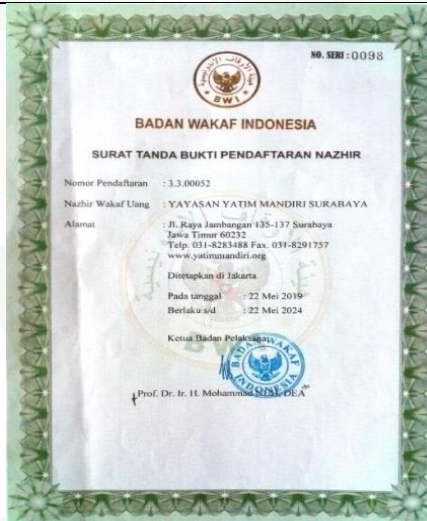 NO. SERI : 0098
BWI
BADAN WAKAF INDONESIA
SURAT TANDA BUKTI PENDAFTARAN NAZHIR
Nomor Pendaftaran : 3.3.00052
Nazhir Wakaf Uang : YAYASAN YATIM MANDIRI SURABAYA
Alamat : Jl. Raya Jambangan 135-137 Surabaya
Jawa Timur 60232
Telp. 031-8283488 Fax. 031-8291757
www.yatimmandiri.org
Ditetapkan di Jakarta
Pada tanggal : 22 Mei 2019
Berlaku s/d : 22 Mei 2024
Ketua Badan Pelaksana,
BADAN WAKAF
INDONESIA
Prof. Dr. Ir. H. Mohammad DEA